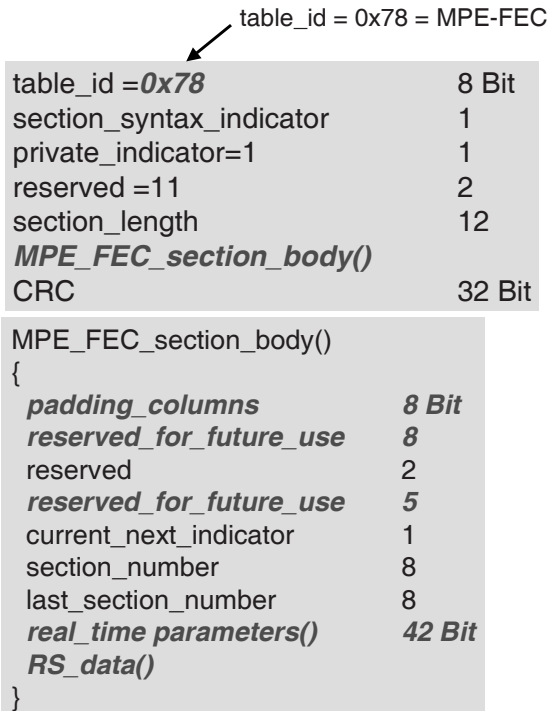 table_id = 0x78 = MPE-FEC
table_id =0x78 8 Bit
section_syntax_indicator 1
private_indicator=1 1
reserved =11 2
section_length 12
MPE_FEC_section_body()
CRC 32 Bit
MPE_FEC_section_body()
{
padding_columns 8 Bit
reserved_for_future_use 8
reserved 2
reserved_for_future_use 5
current_next_indicator 1
section_number 8
last_section_number 8
real_time parameters() 42 Bit
RS_data()
}